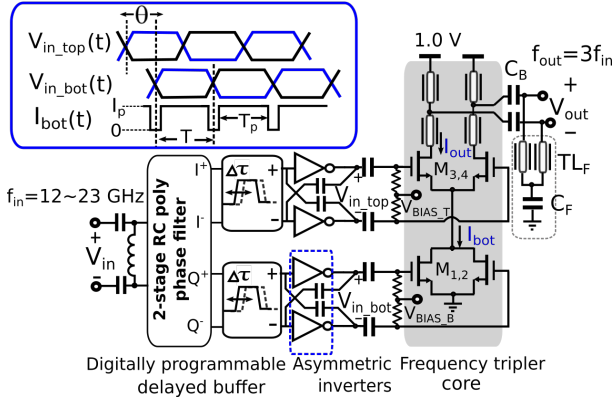 θ
V_in_top(t)
V_in_bot(t)
I_bot(t)
I_p
0
T
T_p
1.0 V
f_out=3f_in
C_B
+
V_out
−
I_out
M_3,4
TL_F
C_F
f_in=12~23 GHz
+
V_in
−
2-stage RC poly
phase filter
I⁺
I⁻
Q⁺
Q⁻
Δτ
+
−
+
V_in_top
−
V_BIAS_T
I_bot
M_1,2
Δτ
+
−
+
V_in_bot
−
V_BIAS_B
Digitally programmable
delayed buffer
Asymmetric
inverters
Frequency tripler
core